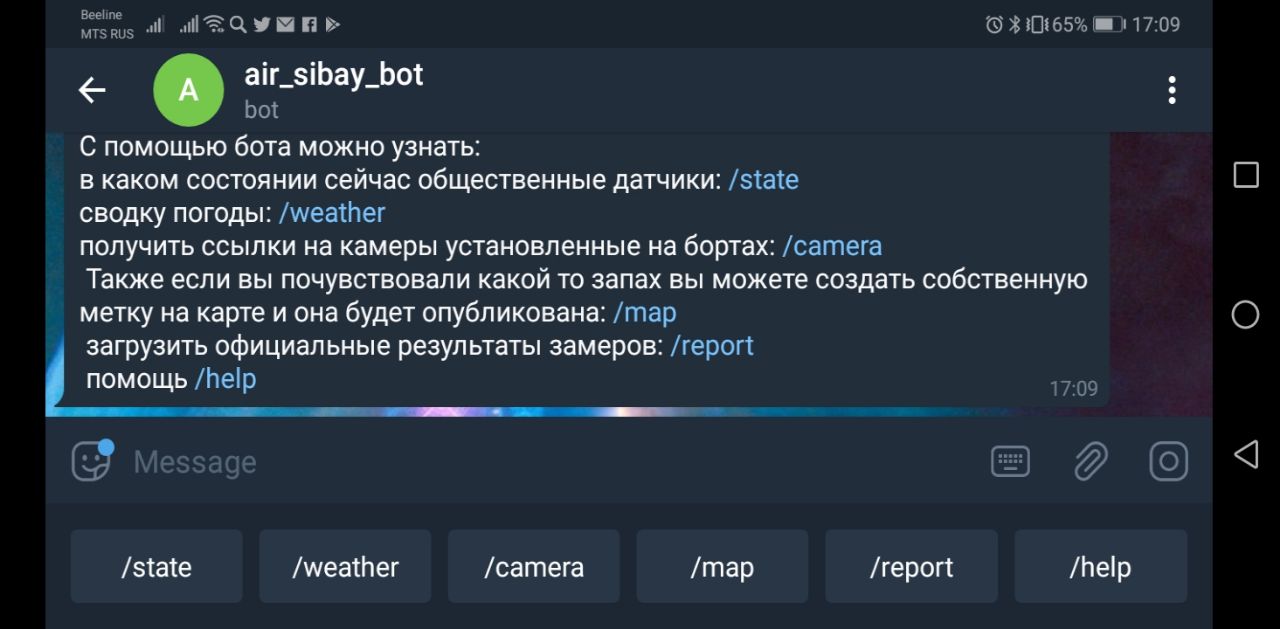 Beeline
MTS RUS
65% 17:09
A
air_sibay_bot
bot
С помощью бота можно узнать:
в каком состоянии сейчас общественные датчики: /state
сводку погоды: /weather
получить ссылки на камеры установленные на бортах: /camera
Также если вы почувствовали какой то запах вы можете создать собственную
метку на карте и она будет опубликована: /map
загрузить официальные результаты замеров: /report
помощь /help
17:09
Message
/state /weather /camera /map /report /help